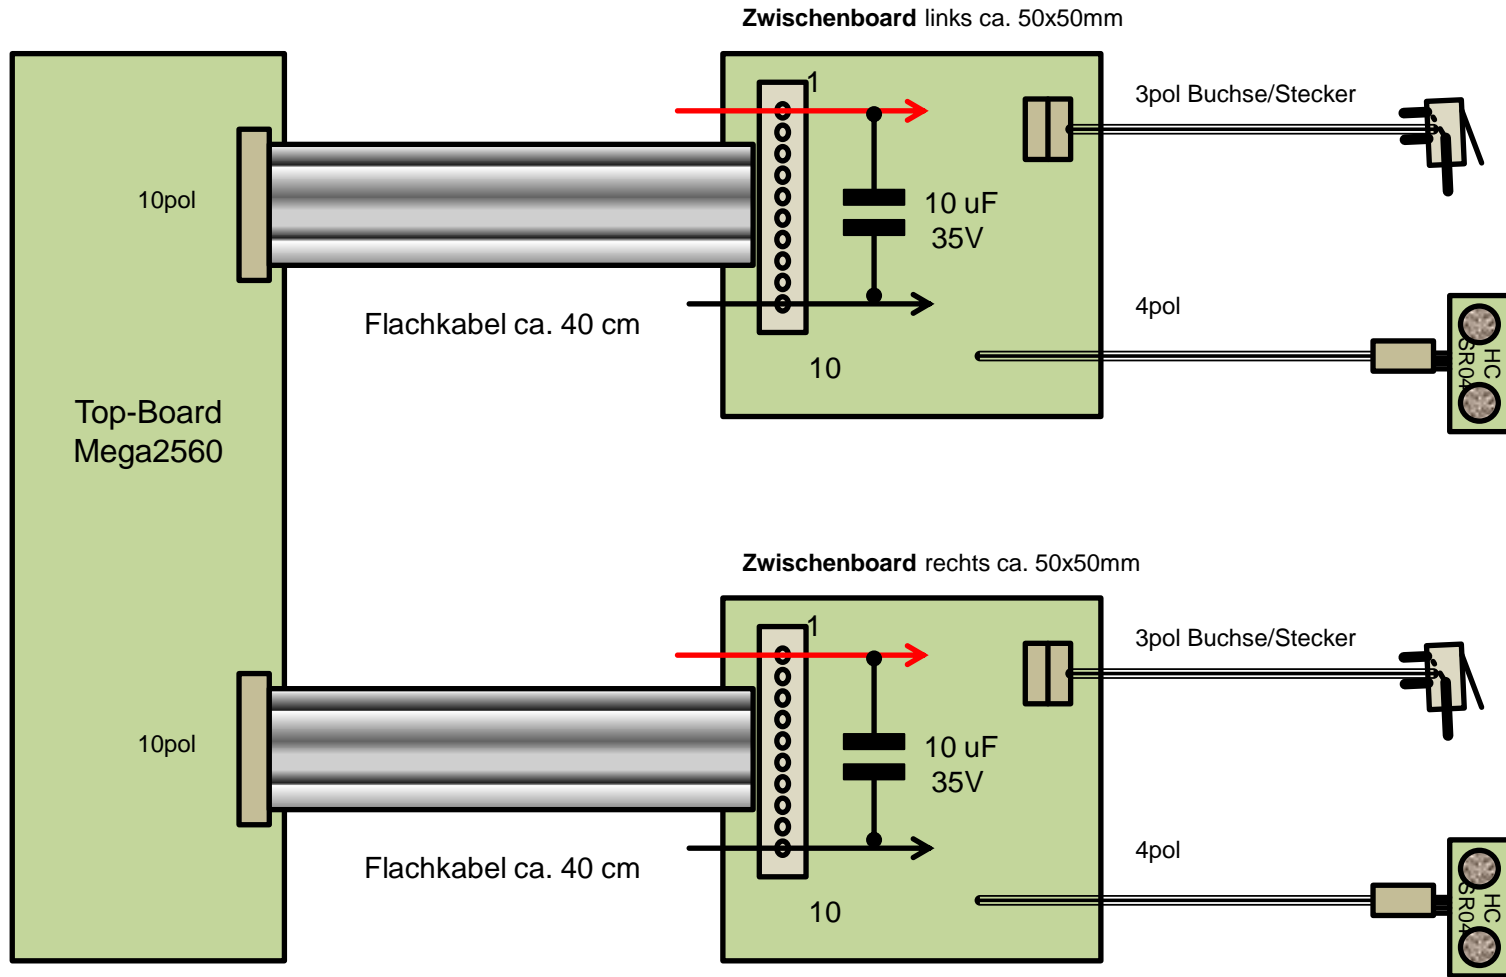 Zwischenboard links ca. 50x50mm
1
3pol Buchse/Stecker
10pol
10 uF
35V
Flachkabel ca. 40 cm
4pol
10
HC
SR04
Top-Board
Mega2560
Zwischenboard rechts ca. 50x50mm
1
3pol Buchse/Stecker
10pol
10 uF
35V
Flachkabel ca. 40 cm
4pol
10
HC
SR04